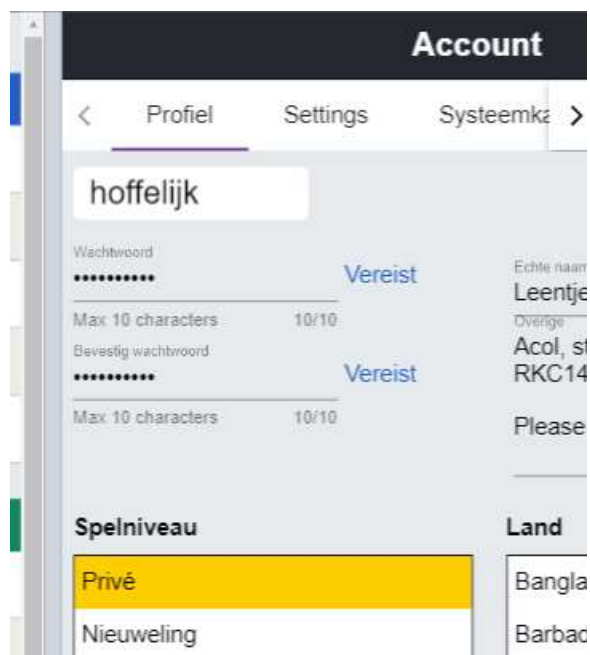 Account
Profiel Settings Systeemka
hoffelijk
Wachtwoord
•••••••••• Vereist
Max 10 characters 10/10
Bevestig wachtwoord
•••••••••• Vereist
Max 10 characters 10/10
Echte naam
Leentje
Overige
Acol, st
RKC14
Please
Spelniveau
Privé
Nieuweling
Land
Bangla
Barbad